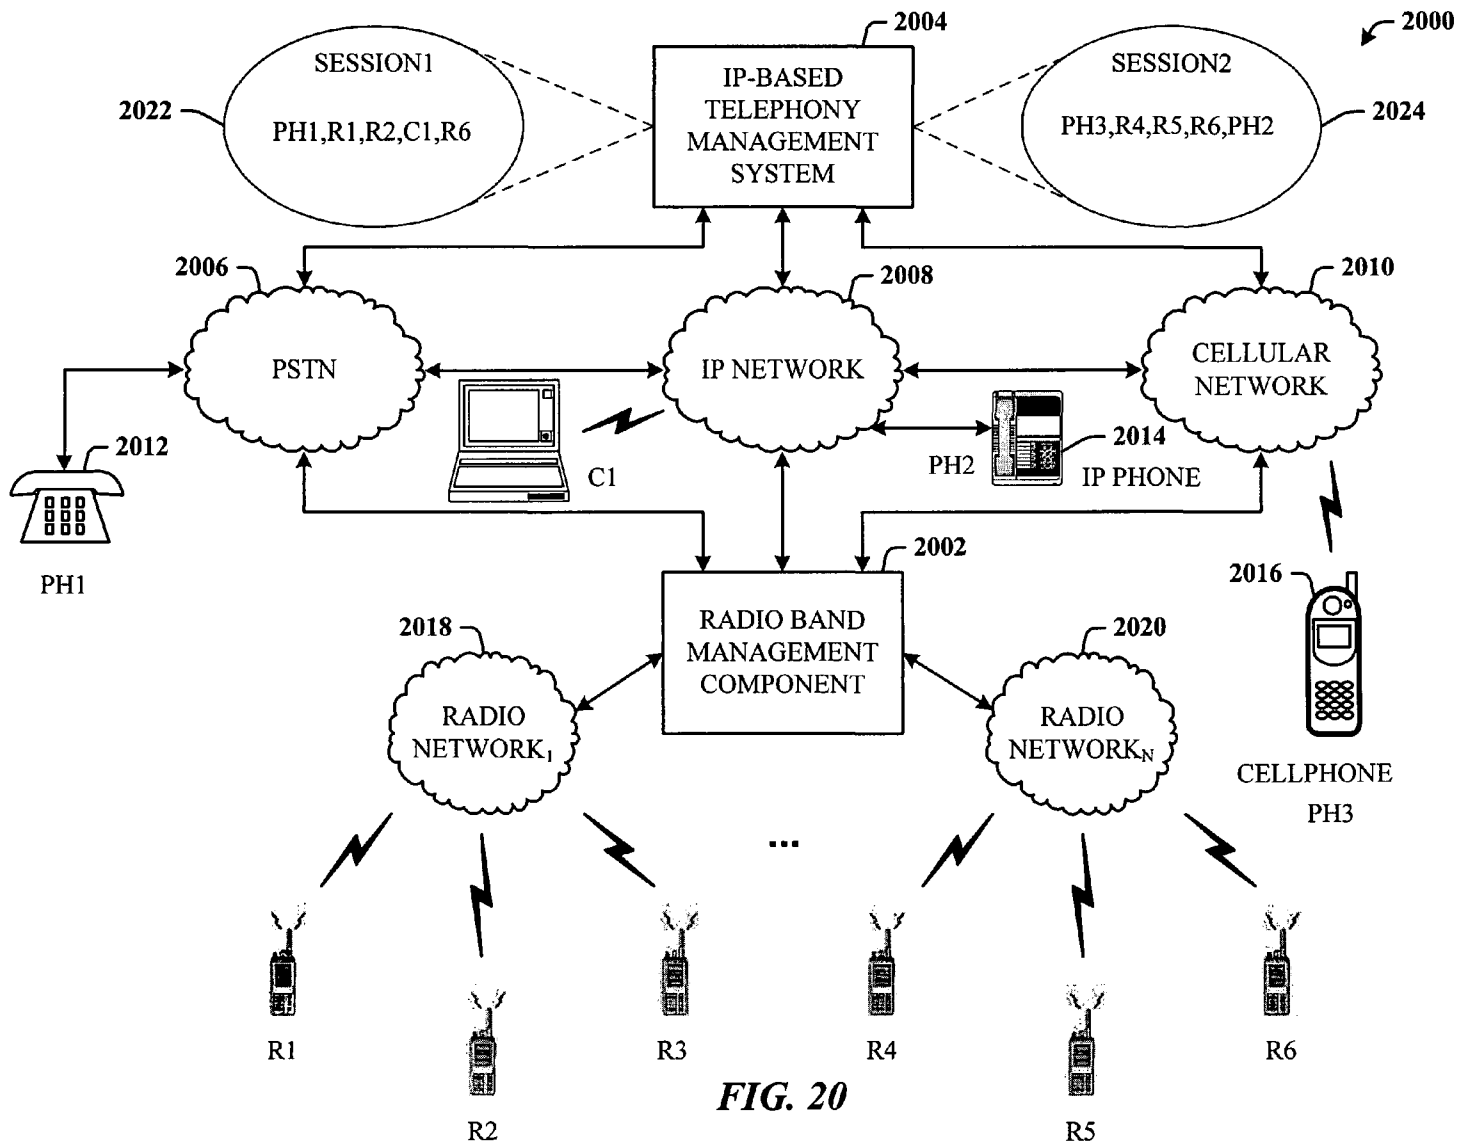 2004
2000
SESSION1
IP-BASED
TELEPHONY
MANAGEMENT
SYSTEM
SESSION2
2022
PH1,R1,R2,C1,R6
PH3,R4,R5,R6,PH2
2024
2006
2008
2010
PSTN
IP NETWORK
CELLULAR
NETWORK
2012
2014
PH2
IP PHONE
C1
PH1
2002
2016
RADIO BAND
MANAGEMENT
COMPONENT
2018
2020
RADIO
NETWORK₁
RADIO
NETWORKN
CELLPHONE
PH3
...
R1
R3
R4
R6
R2
R5
FIG. 20